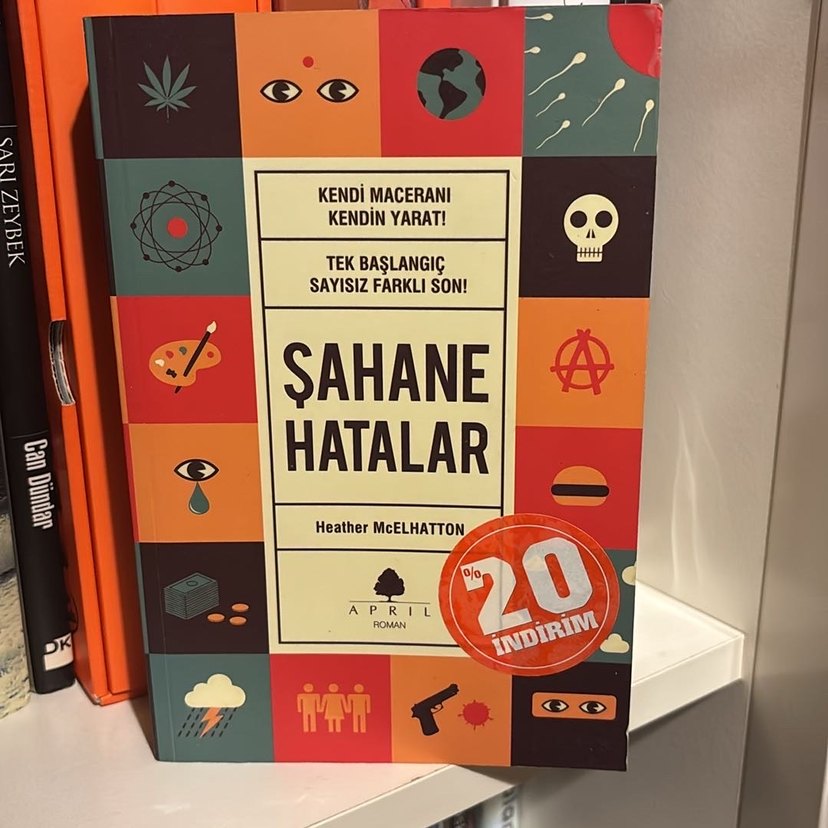 SARI ZEYBEK
Can Dündar
DK
KENDİ MACERANI
KENDİN YARAT!
TEK BAŞLANGIÇ
SAYISIZ FARKLI SON!
ŞAHANE
HATALAR
Heather McELHATTON
APRIL
ROMAN
%20
İNDİRİM